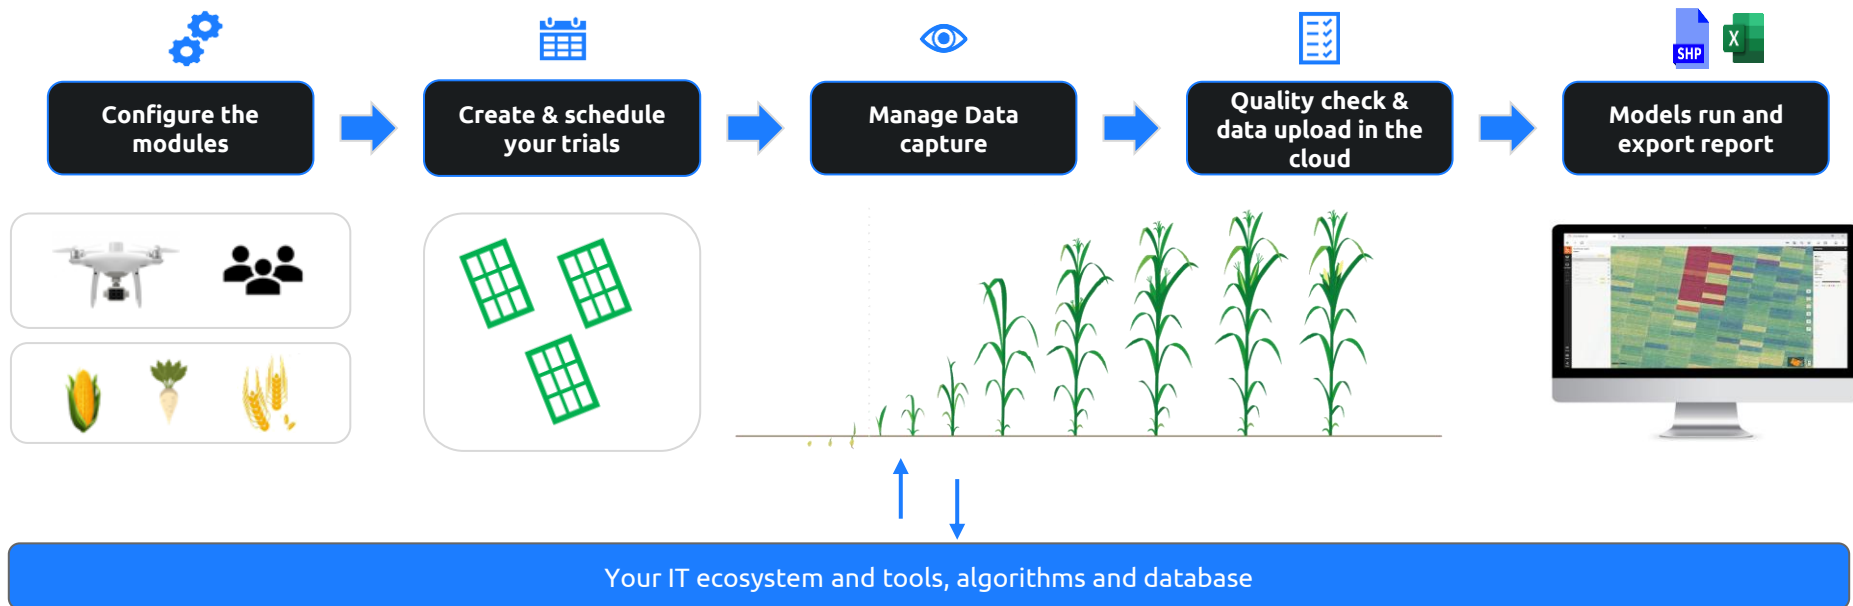 SHP
X
Configure the
modules
Create & schedule
your trials
Manage Data
capture
Quality check &
data upload in the
cloud
Models run and
export report
Your IT ecosystem and tools, algorithms and database